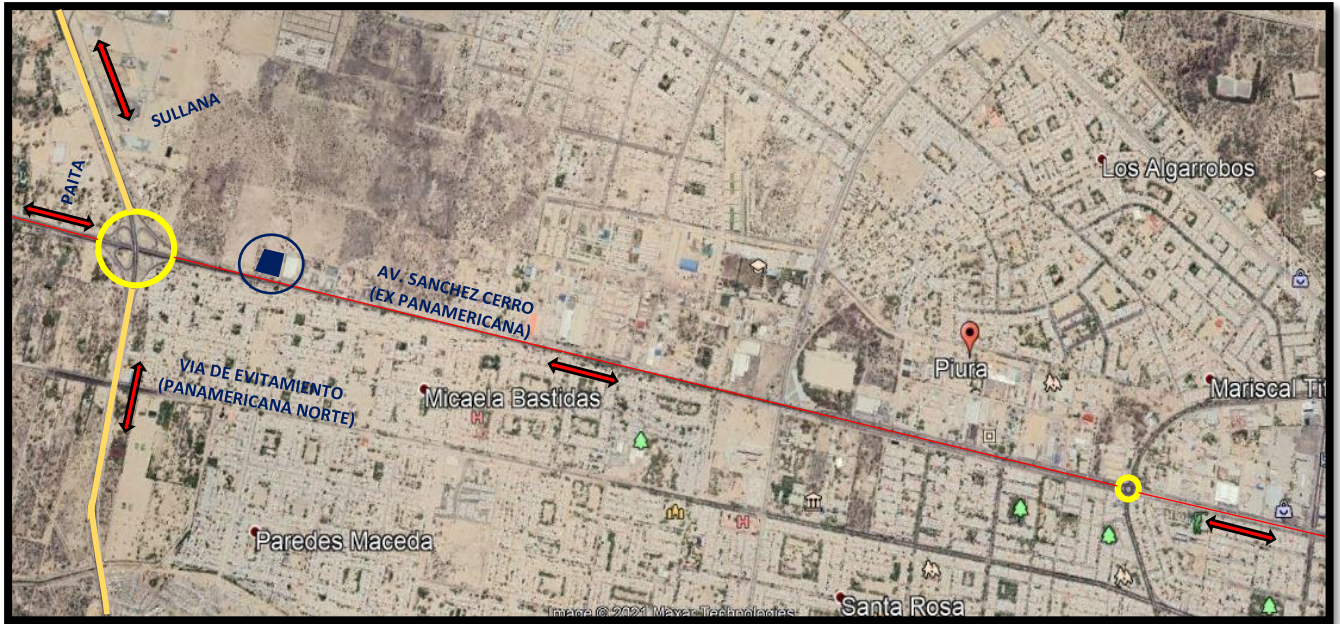 SULLANA
Los Algarrobos
PAITA
AV. SANCHEZ CERRO
(EX PANAMERICANA)
Piura
VIA DE EVITAMIENTO
(PANAMERICANA NORTE)
Micaela Bastidas
H
Mariscal Tit
H
Paredes Maceda
Santa Rosa
Image © 2021 Maxar Technologies